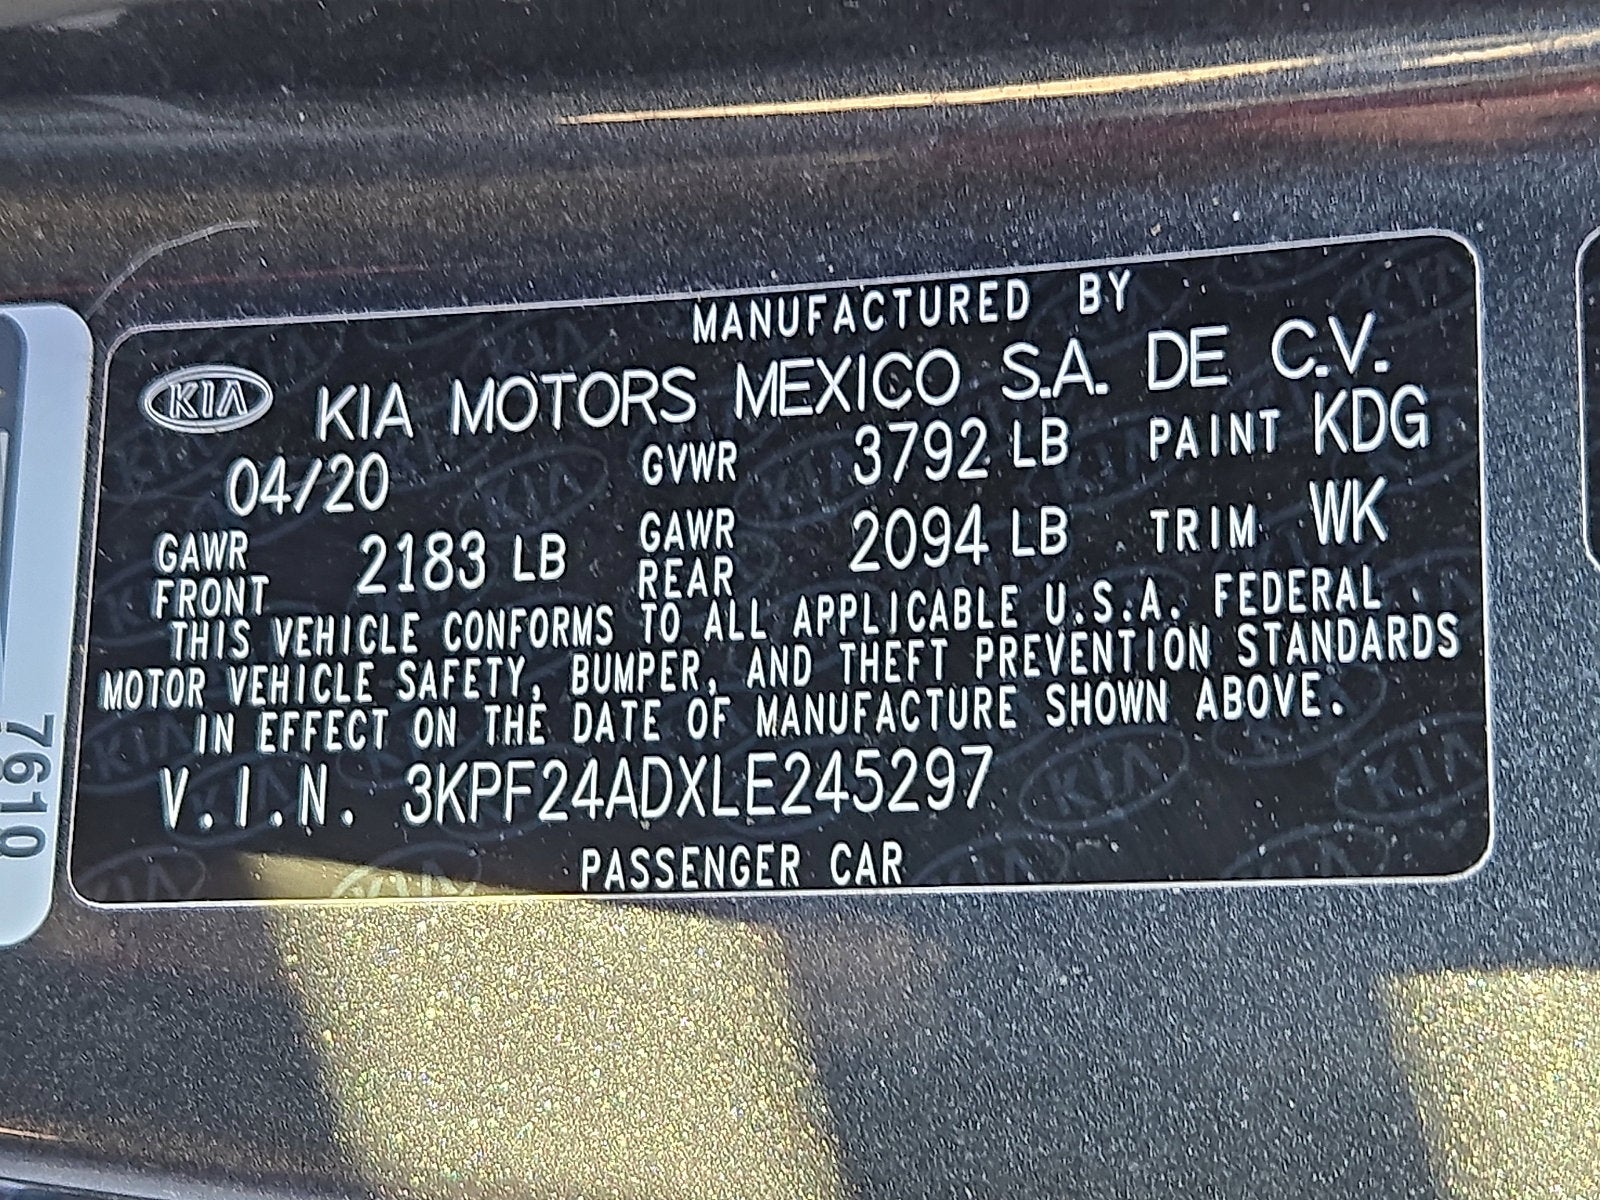 MANUFACTURED BY
KIA KIA MOTORS MEXICO S.A. DE C.V.
04/20 GVWR 3792 LB PAINT KDG
GAWR FRONT 2183 LB GAWR REAR 2094 LB TRIM WK
THIS VEHICLE CONFORMS TO ALL APPLICABLE U.S.A. FEDERAL
MOTOR VEHICLE SAFETY, BUMPER, AND THEFT PREVENTION STANDARDS
IN EFFECT ON THE DATE OF MANUFACTURE SHOWN ABOVE.
V.I.N. 3KPF24ADXLE245297
PASSENGER CAR